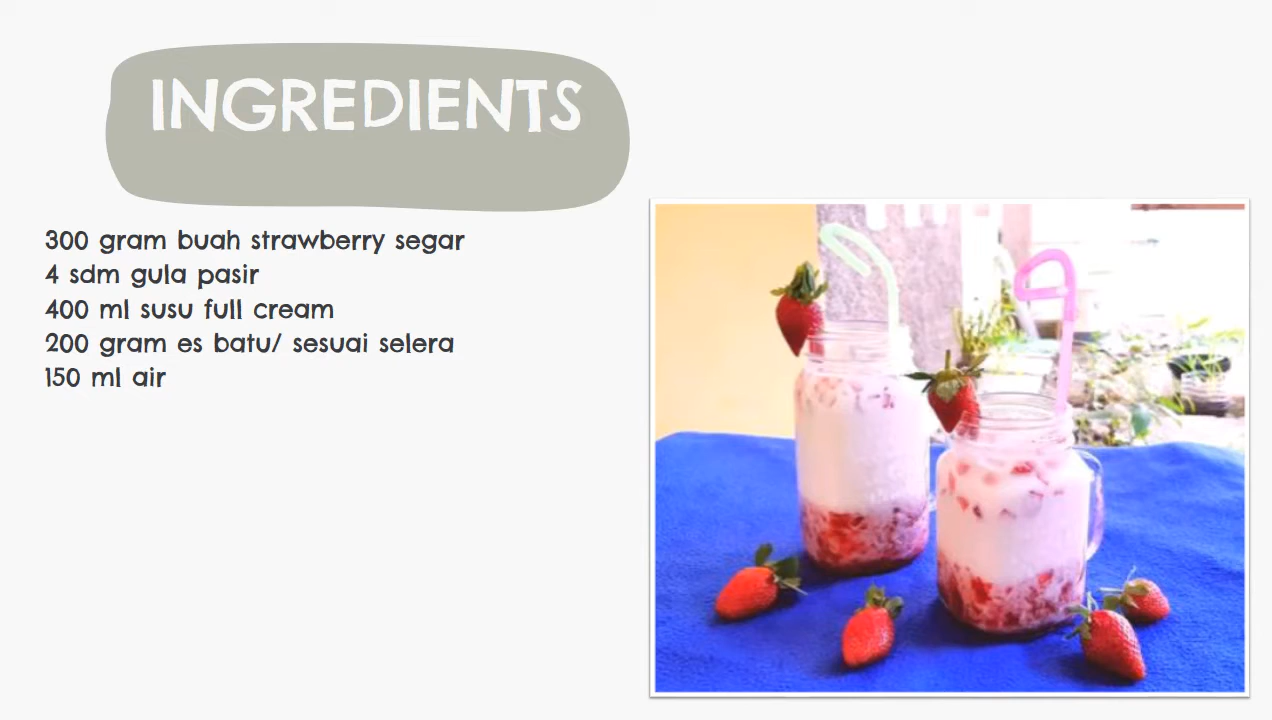 INGREDIENTS
300 gram buah strawberry segar
4 sdm gula pasir
400 ml susu full cream
200 gram es batu/ sesuai selera
150 ml air